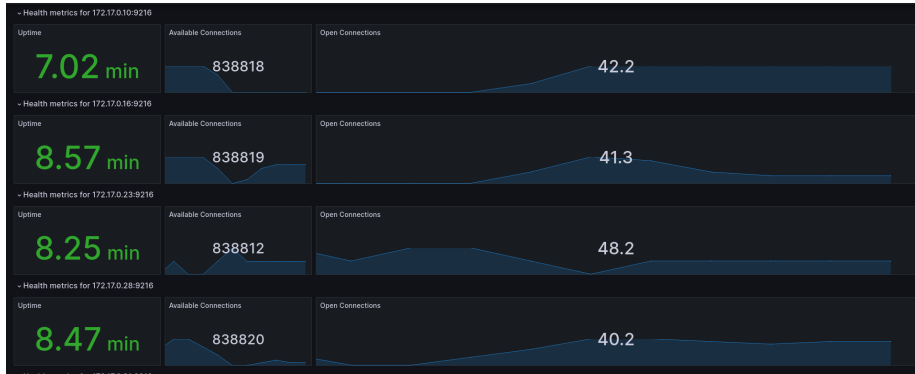 Health metrics for 172.17.0.10:9216
Uptime Available Connections Open Connections
7.02 min 838818 42.2
Health metrics for 172.17.0.16:9216
Uptime Available Connections Open Connections
8.57 min 838819 41.3
Health metrics for 172.17.0.23:9216
Uptime Available Connections Open Connections
8.25 min 838812 48.2
Health metrics for 172.17.0.28:9216
Uptime Available Connections Open Connections
8.47 min 838820 40.2